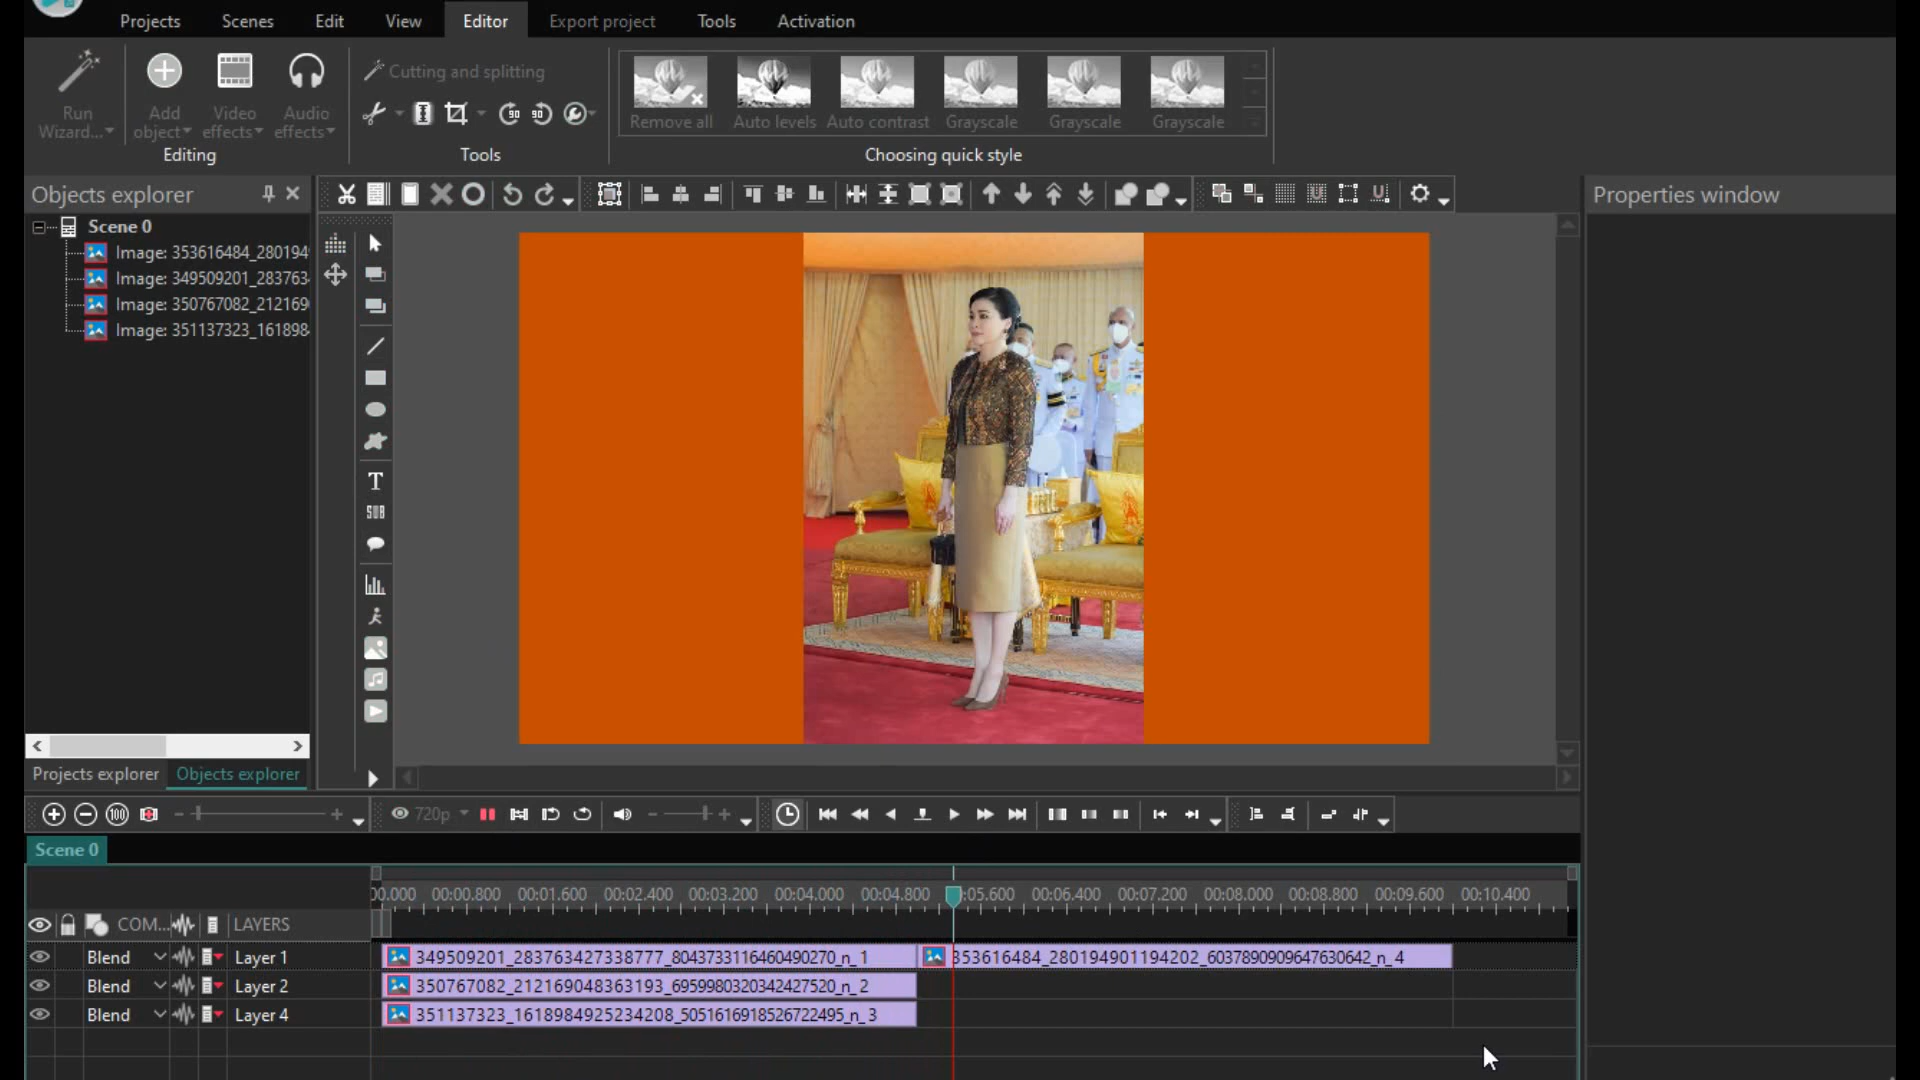 Projects Scenes Edit View Editor Export project Tools Activation
Run Wizard... Add object Video effects Audio effects
Editing
Cutting and splitting
Tools
Remove all Auto levels Auto contrast Grayscale Grayscale Grayscale
Choosing quick style
Objects explorer
Scene 0
Image: 353616484_280194
Image: 349509201_283763
Image: 350767082_212169
Image: 351137323_161898
Projects explorer Objects explorer
Properties window
T
SUB
720p
Scene 0
00.000 00:00.800 00:01.600 00:02.400 00:03.200 00:04.000 00:04.800 :05.600 00:06.400 00:07.200 00:08.000 00:08.800 00:09.600 00:10.400
COM... LAYERS
Blend Layer 1 349509201_283763427338777_8043733116460490270_n_1 353616484_280194901194202_6037890909647630642_n_4
Blend Layer 2 350767082_212169048363193_6959980320342427520_n_2
Blend Layer 4 351137323_1618984925234208_5051616918526722495_n_3